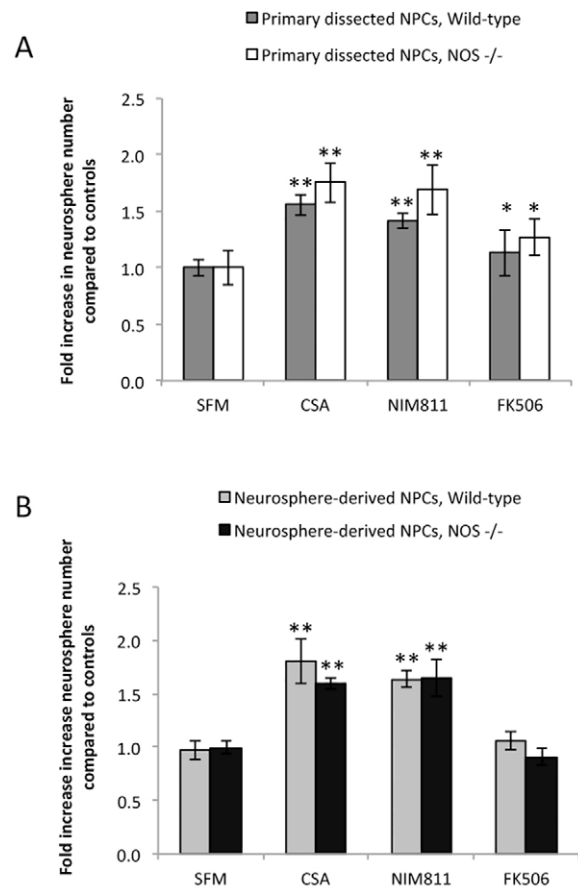 Primary dissected NPCs, Wild-type
A
Primary dissected NPCs, NOS -/-
Fold increase in neurosphere number
compared to controls
2.5
2.0
1.5
1.0
0.5
0.0
** ** ** ** * *
SFM CSA NIM811 FK506
Neurosphere-derived NPCs, Wild-type
B
Neurosphere-derived NPCs, NOS -/-
Fold increase increase neurosphere number
compared to controls
2.5
2.0
1.5
1.0
0.5
0.0
** ** ** **
SFM CSA NIM811 FK506